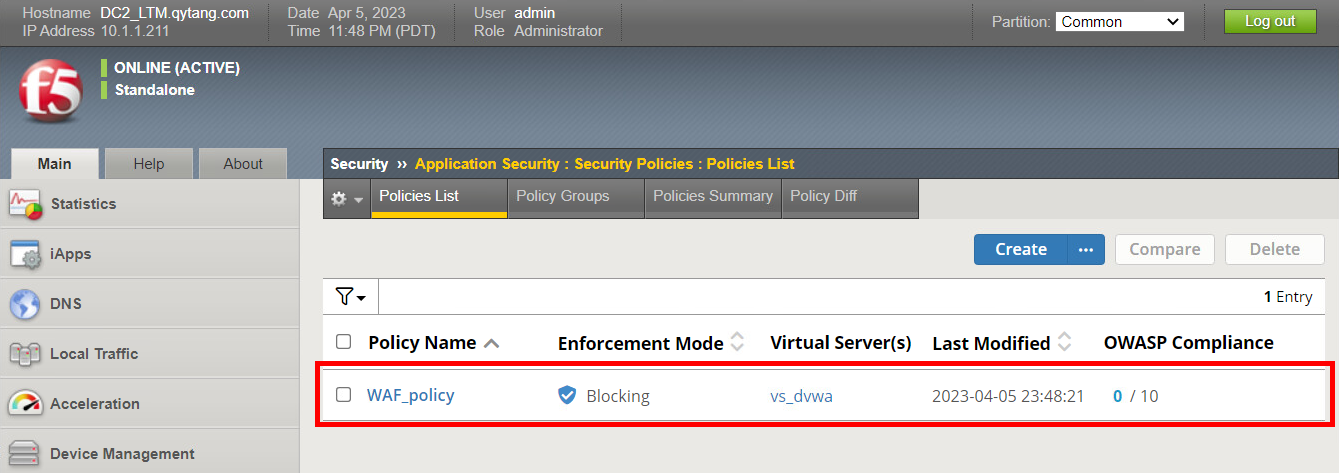 Hostname DC2_LTM.qytang.com Date Apr 5, 2023 User admin
IP Address 10.1.1.211 Time 11:48 PM (PDT) Role Administrator
Partition: Common Log out
f5
ONLINE (ACTIVE)
Standalone
Main Help About
Security ›› Application Security : Security Policies : Policies List
Policies List Policy Groups Policies Summary Policy Diff
Statistics
iApps
DNS
Local Traffic
Acceleration
Device Management
Create ··· Compare Delete
1 Entry
Policy Name Enforcement Mode Virtual Server(s) Last Modified OWASP Compliance
WAF_policy Blocking vs_dvwa 2023-04-05 23:48:21 0 / 10